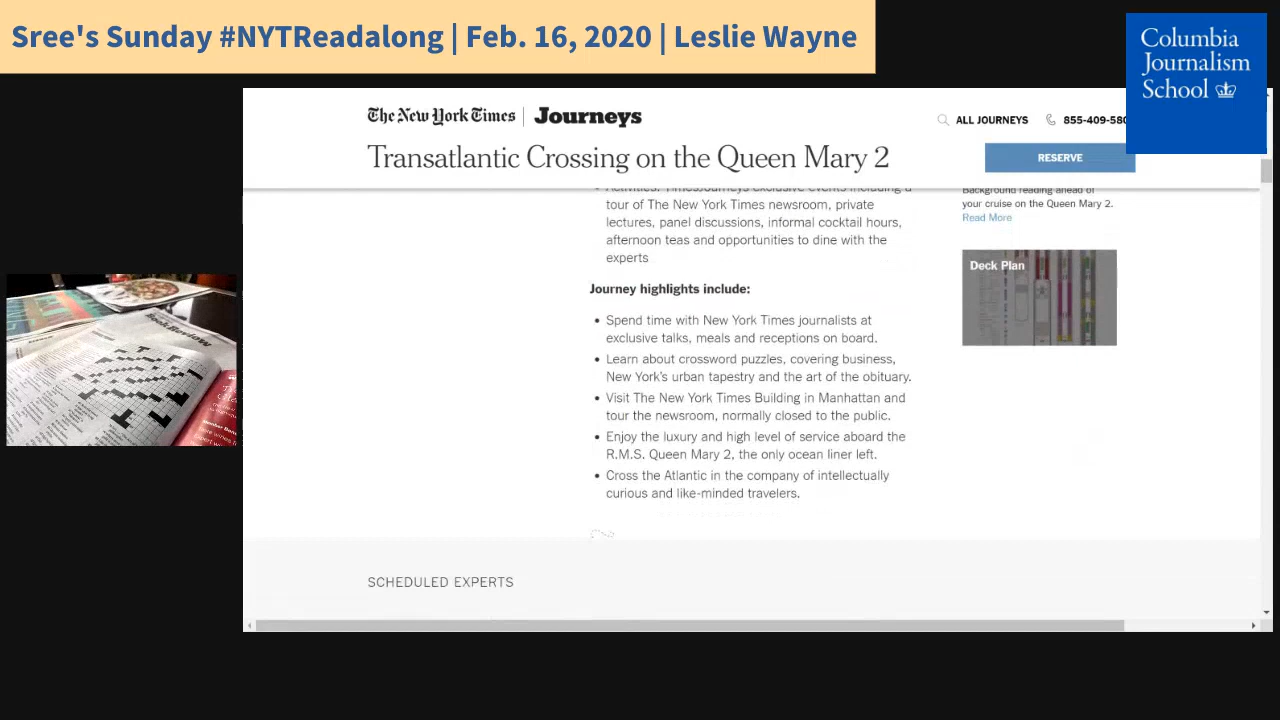 Sree's Sunday #NYTReadalong | Feb. 16, 2020 | Leslie Wayne
Columbia
Journalism
School
The New York Times | Journeys
ALL JOURNEYS
855-409-580
Transatlantic Crossing on the Queen Mary 2
RESERVE
• Activities: TimesJourneys exclusive events including a
tour of The New York Times newsroom, private
lectures, panel discussions, informal cocktail hours,
afternoon teas and opportunities to dine with the
experts
Background reading ahead of
your cruise on the Queen Mary 2.
Read More
Deck Plan
Journey highlights include:
• Spend time with New York Times journalists at
exclusive talks, meals and receptions on board.
• Learn about crossword puzzles, covering business,
New York's urban tapestry and the art of the obituary.
• Visit The New York Times Building in Manhattan and
tour the newsroom, normally closed to the public.
• Enjoy the luxury and high level of service aboard the
R.M.S. Queen Mary 2, the only ocean liner left.
• Cross the Atlantic in the company of intellectually
curious and like-minded travelers.
SCHEDULED EXPERTS
Book Review